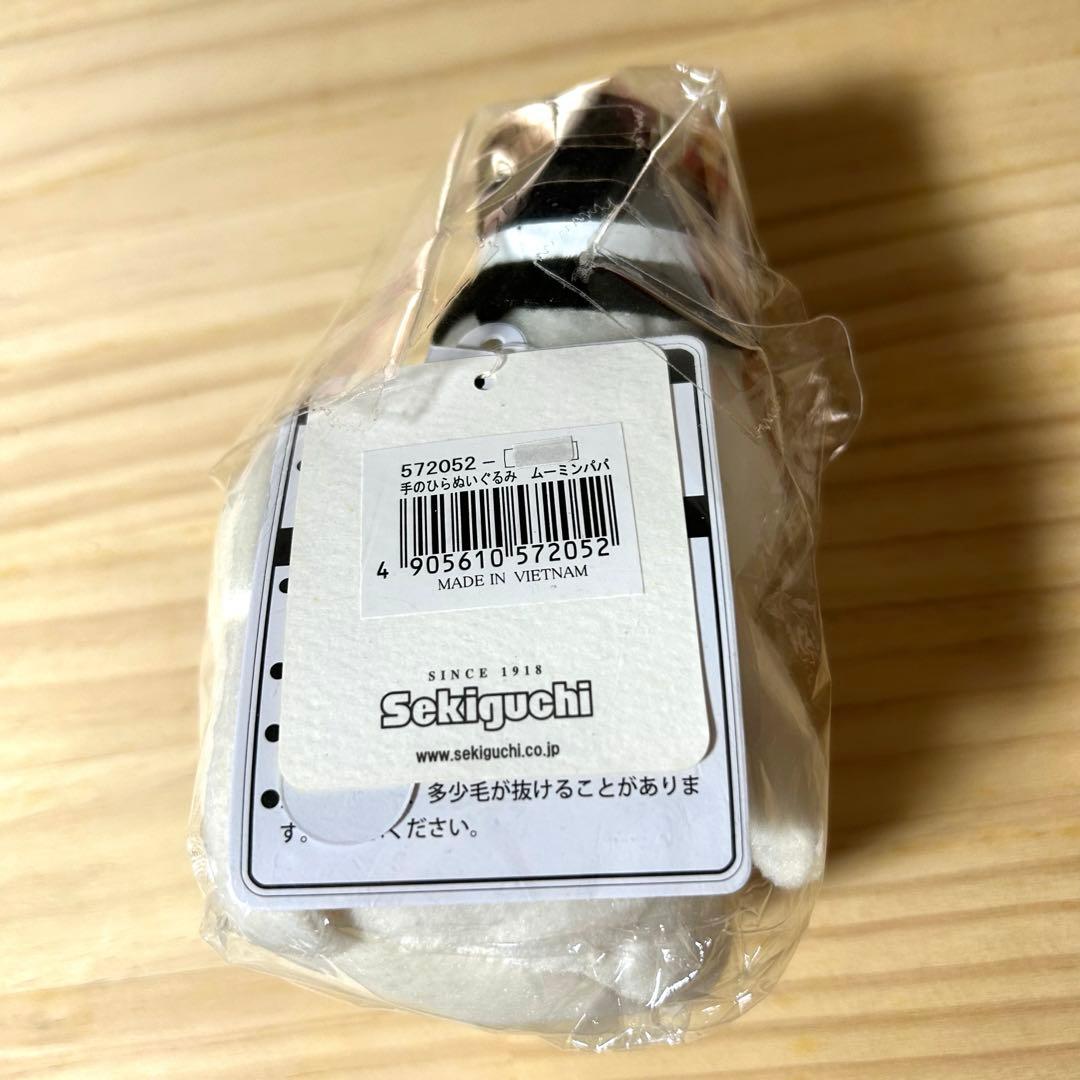 572052-
手のひらぬいぐるみ ムーミンパパ
4 905610 572052
MADE IN VIETNAM
SINCE 1918
Sekiguchi
www.sekiguchi.co.jp
多少毛が抜けることがありま
す。 ください。